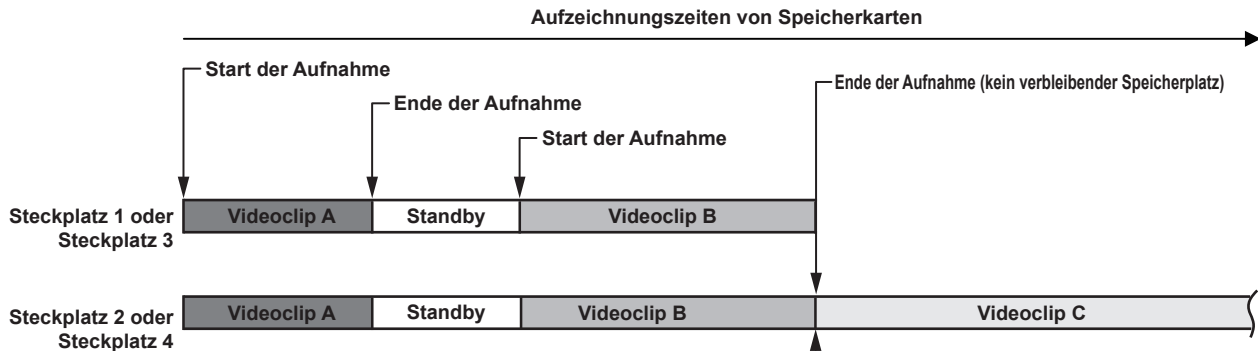 Aufzeichnungszeiten von Speicherkarten
Start der Aufnahme
Ende der Aufnahme (kein verbleibender Speicherplatz)
Ende der Aufnahme
Start der Aufnahme
Steckplatz 1 oder
Steckplatz 3
Videoclip A
Standby
Videoclip B
Steckplatz 2 oder
Steckplatz 4
Videoclip A
Standby
Videoclip B
Videoclip C